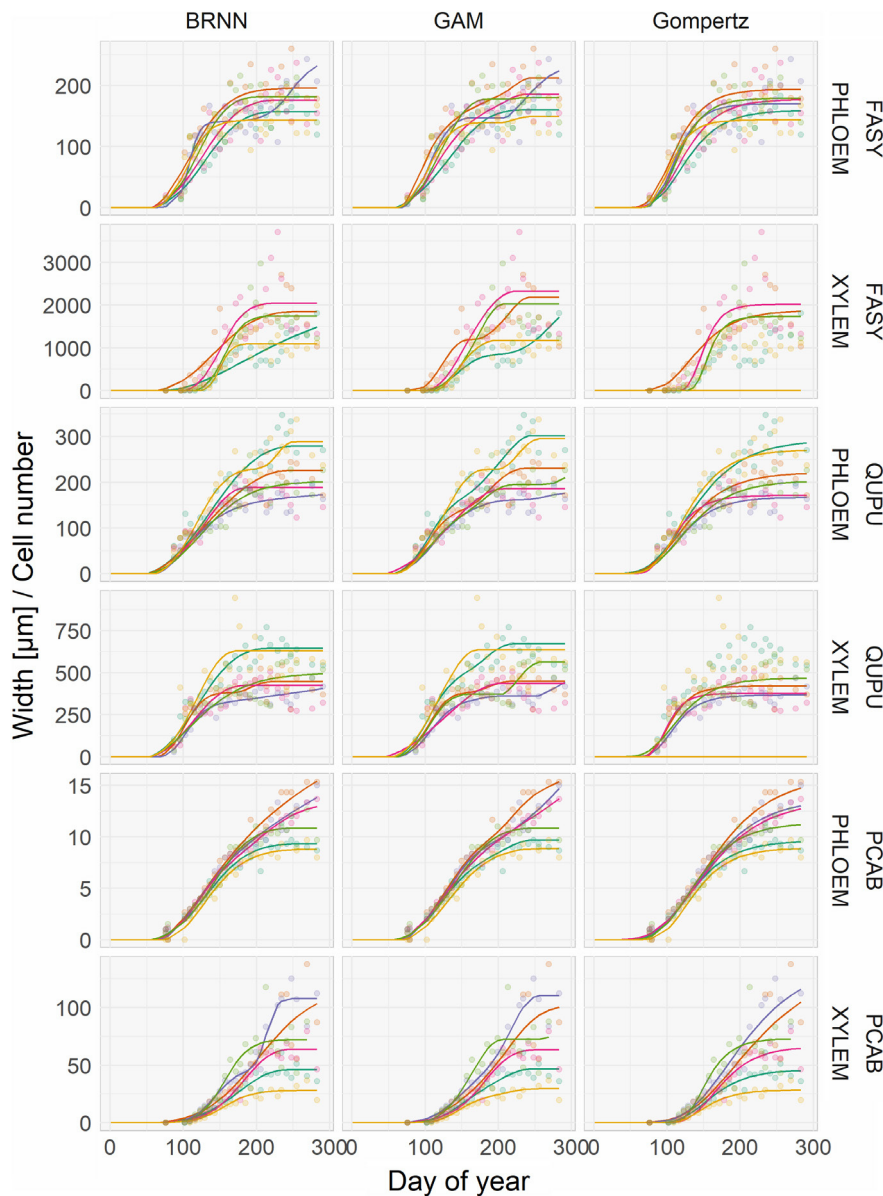 BRNN GAM Gompertz
200
100
0
FASY
PHLOEM
3000
2000
1000
0
FASY
XYLEM
300
200
100
0
QUPU
PHLOEM
750
500
250
0
QUPU
XYLEM
15
10
5
0
PCAB
PHLOEM
100
50
0
PCAB
XYLEM
Width [µm] / Cell number
0 100 200 300 0 100 200 300 0 100 200 300
Day of year